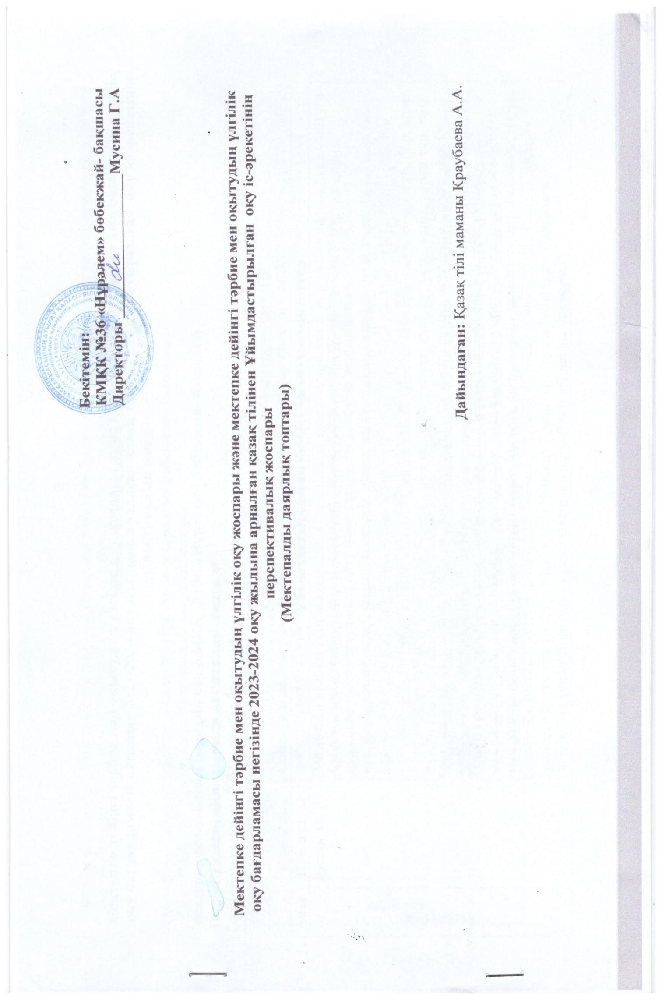 Бекітемін:
КМҚК №36 «Нұрәлем» бөбекжай- бақшасы
Директоры Мусина Г.А
Мектепке дейінгі тәрбие мен оқытудың үлгілік оқу жоспары және мектепке дейінгі тәрбие мен оқытудың үлгілік
оқу бағдарламасы негізінде 2023-2024 оқу жылына арналған қазақ тілінен Ұйымдастырылған оқу іс-әрекетінің
перспективалық жоспары
(Мектепалды даярлық топтары)
Дайындаған: Қазақ тілі маманы Краубаева А.А.